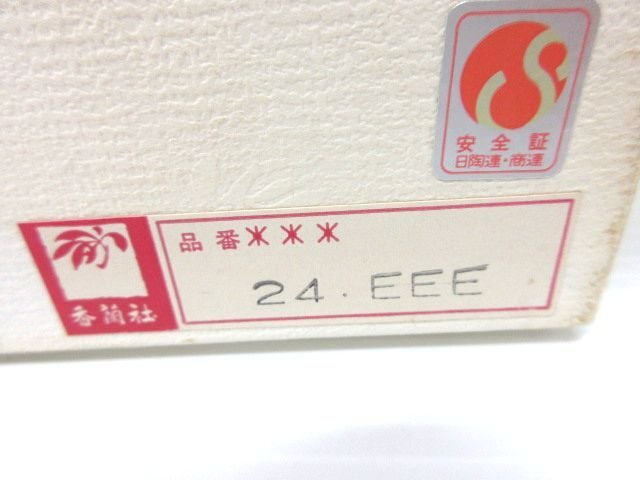 安全証
日陶連・商連
品番***
24.EEE
香蘭社